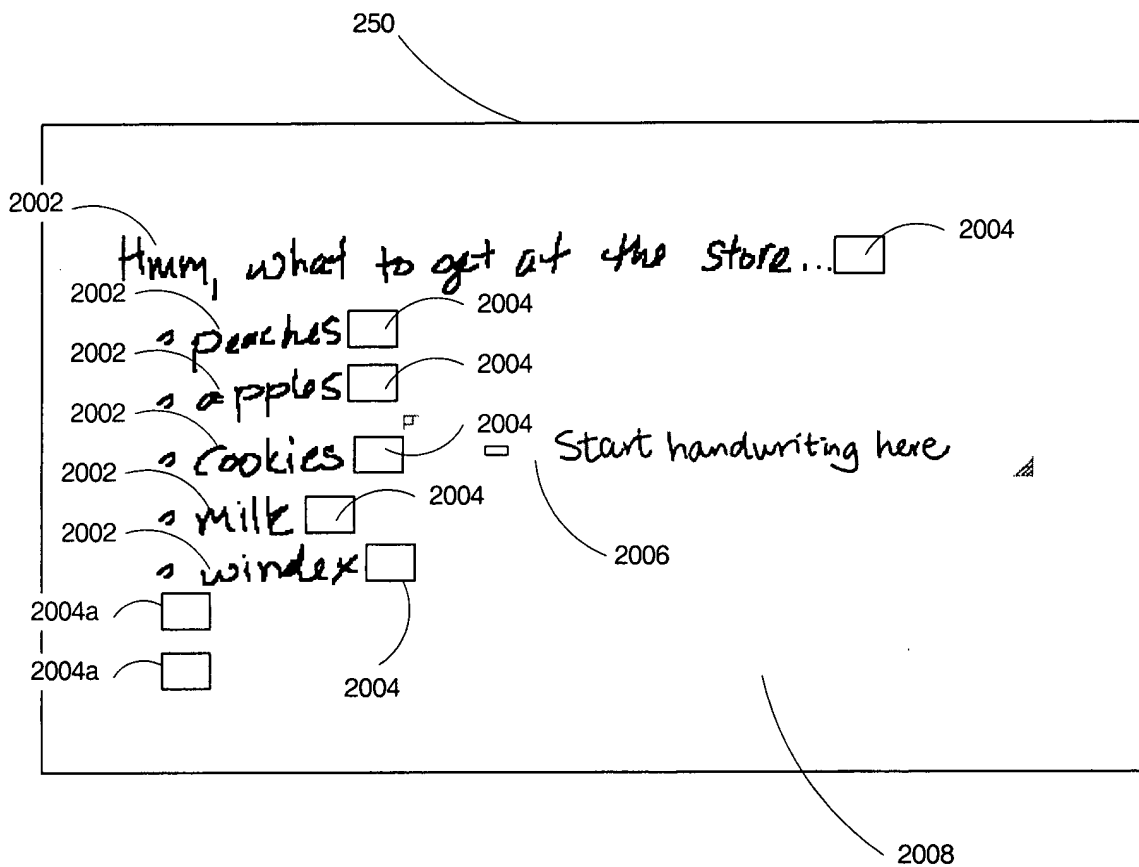 250
2002
Hmm, what to get at the store... 2004
2002 2004
peaches
2002 2004
apples
2002 2004
cookies Start handwriting here
2002 2004
milk
2002 2006
windex
2004a
2004a 2004
2008